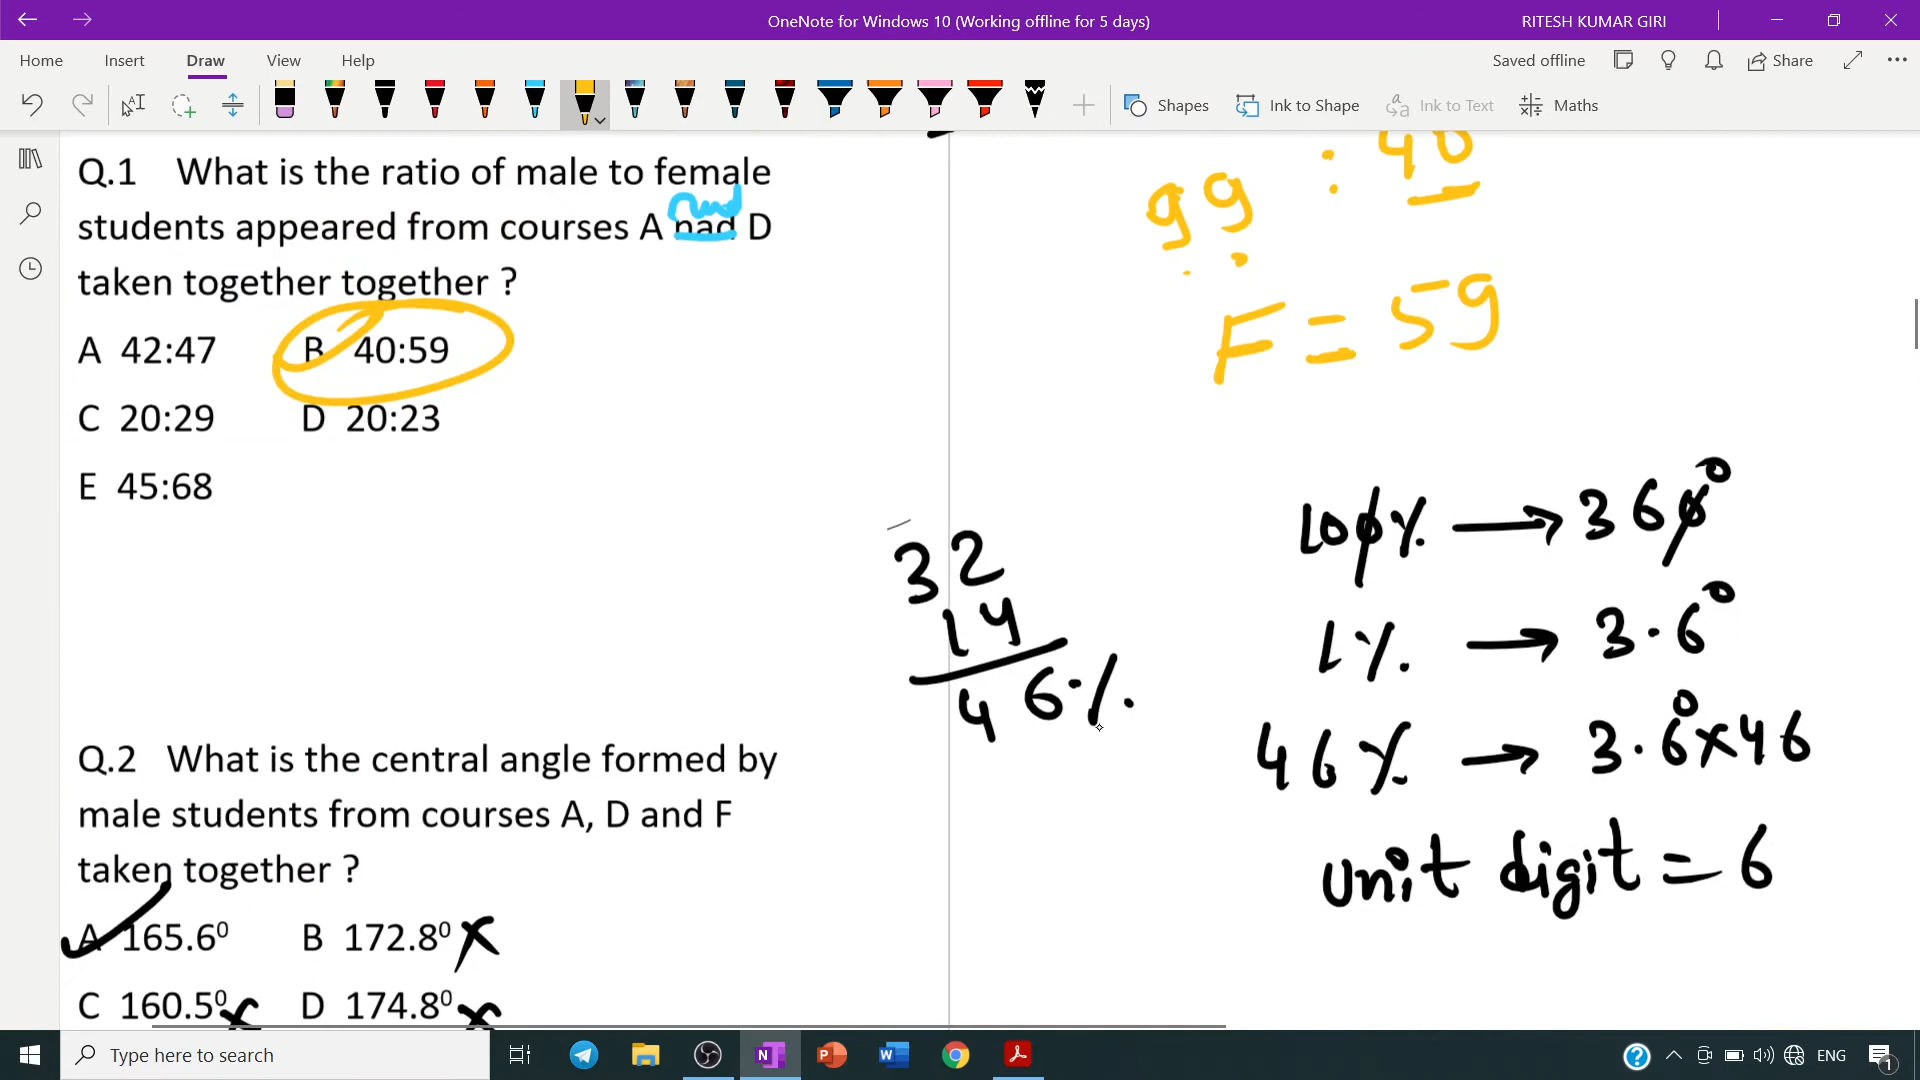 OneNote for Windows 10 (Working offline for 5 days)
RITESH KUMAR GIRI
Home Insert Draw View Help
Saved offline
Share
Shapes
Ink to Shape
Ink to Text
Maths
Q.1 What is the ratio of male to female
and
students appeared from courses A nad D
taken together together ?
A 42:47 B 40:59
C 20:29 D 20:23
E 45:68
Q.2 What is the central angle formed by
male students from courses A, D and F
taken together ?
A 165.6⁰ B 172.8⁰ x
C 160.5⁰ x D 174.8⁰ x
32
14
46%
99 : 40
F = 59
100% → 360°
1% → 3.6°
46% → 3.6° x 46
unit digit = 6
Type here to search
ENG
1